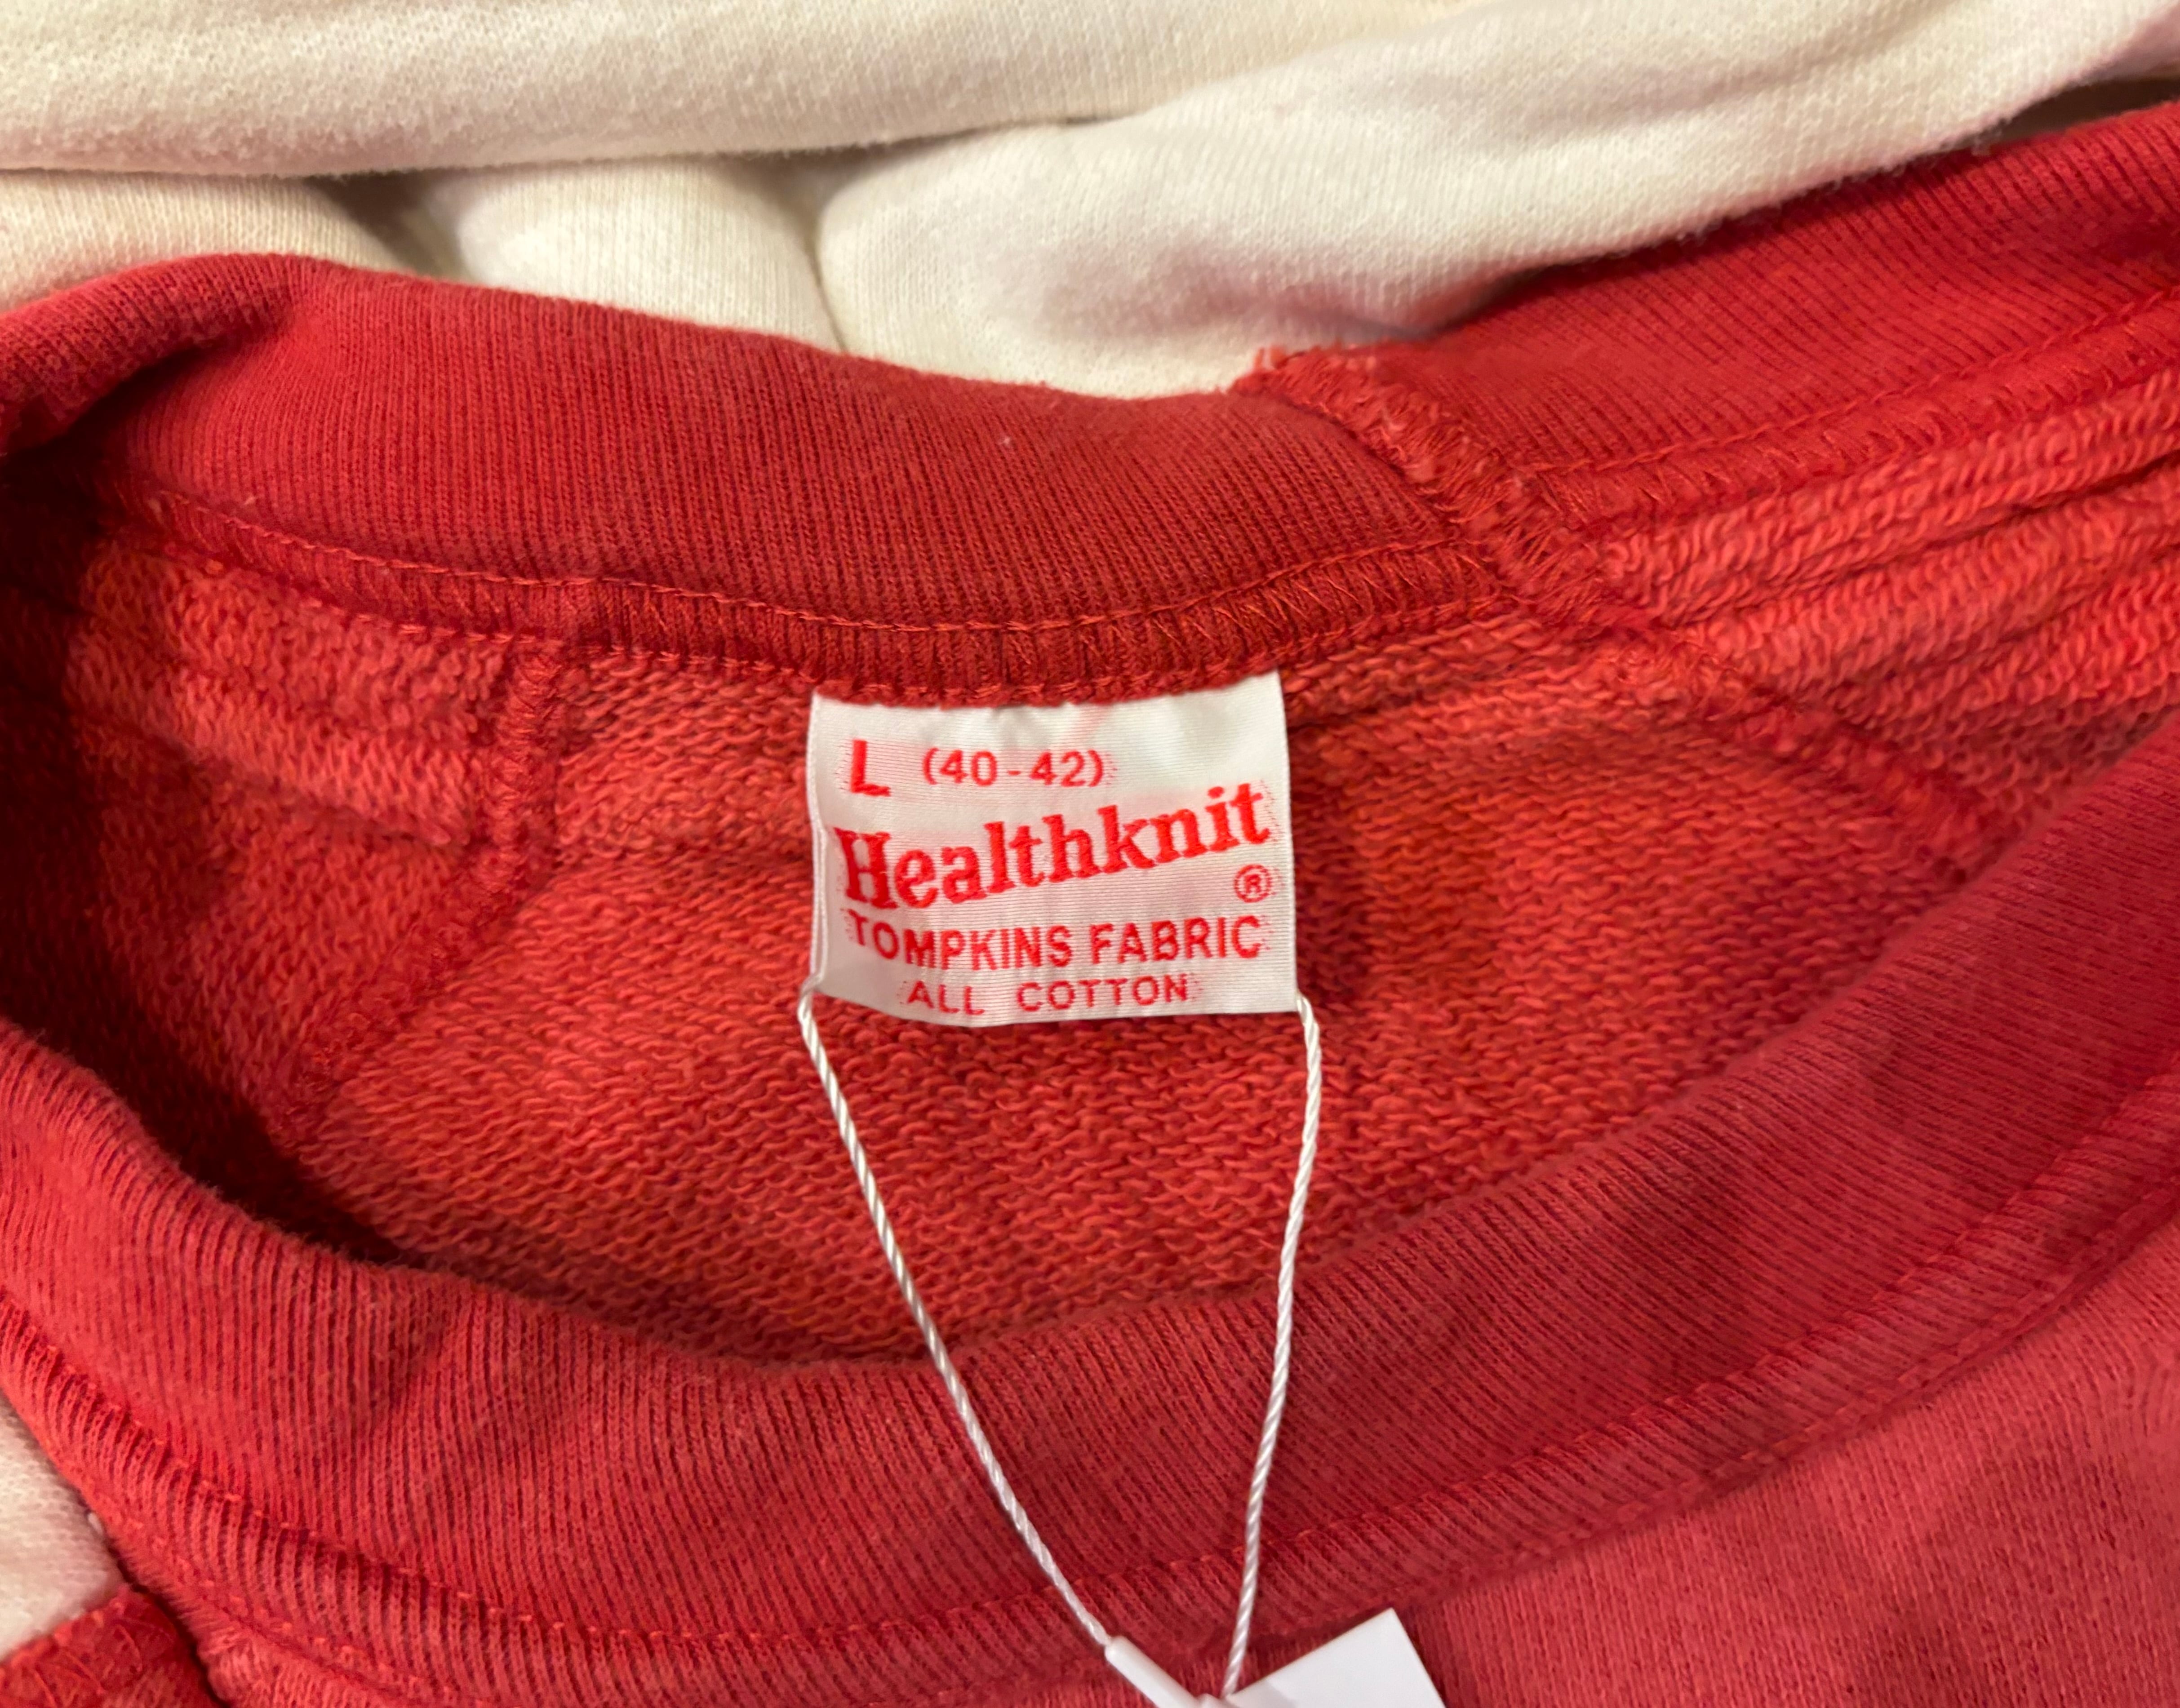 L (40-42)
Healthknit
®
TOMPKINS FABRIC
ALL COTTON